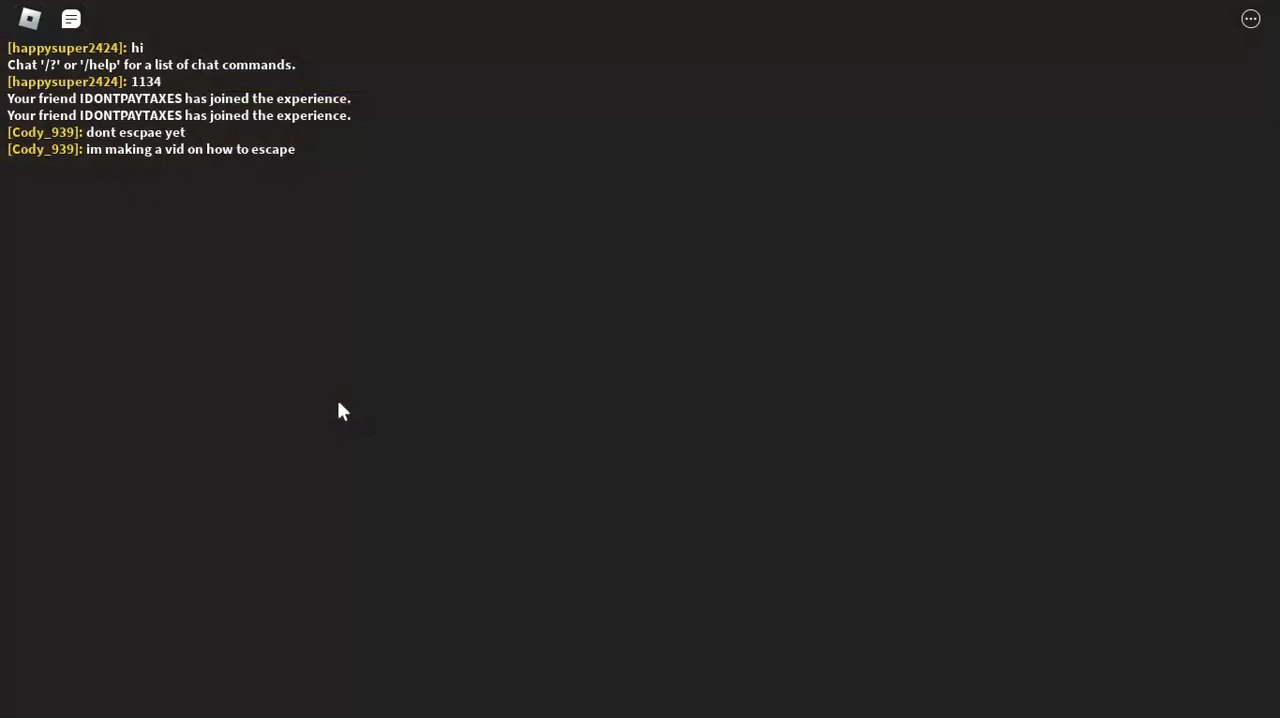 [happysuper2424]: hi
Chat '/?' or '/help' for a list of chat commands.
[happysuper2424]: 1134
Your friend IDONTPAYTAXES has joined the experience.
Your friend IDONTPAYTAXES has joined the experience.
[Cody_939]: dont escpae yet
[Cody_939]: im making a vid on how to escape